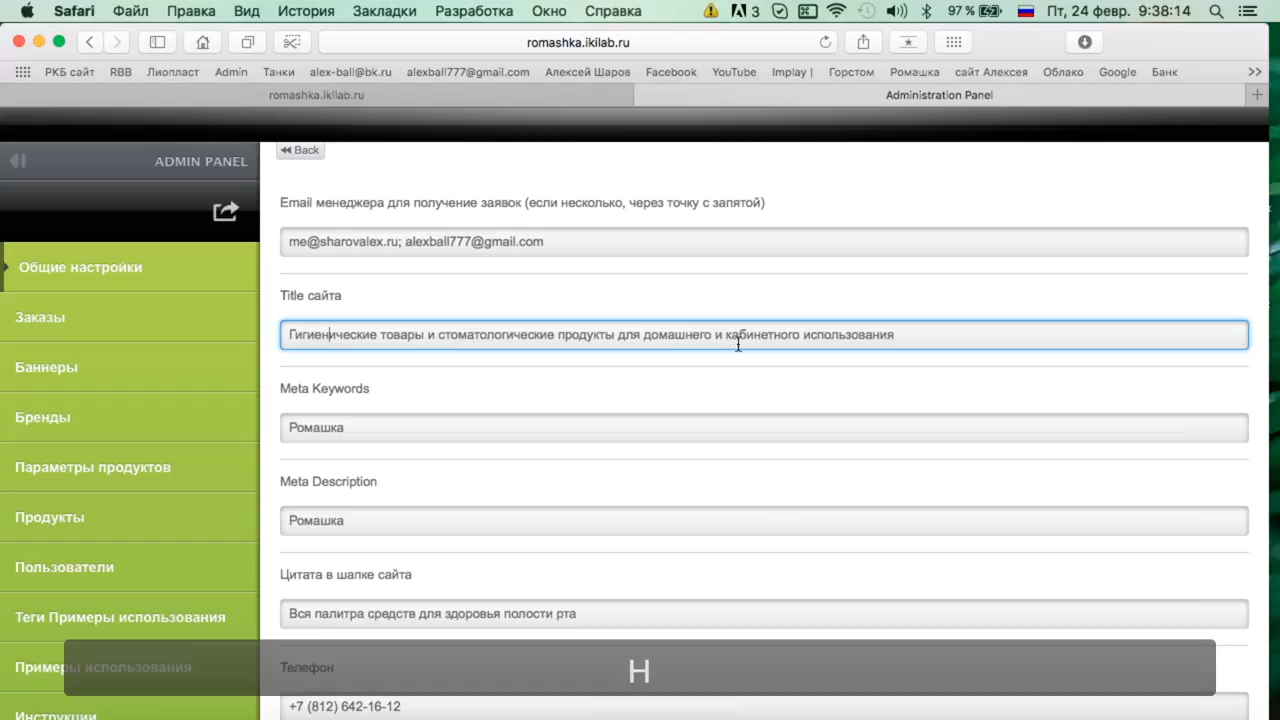 Safari Файл Правка Вид История Закладки Разработка Окно Справка 3 97 % Пт, 24 февр. 9:38:14
romashka.ikilab.ru
РКБ сайт RBB Лиопласт Admin Танки alex-ball@bk.ru alexball777@gmail.com Алексей Шаров Facebook YouTube Implay | Горстом Ромашка сайт Алексея Облако Google Банк >>
romashka.ikilab.ru Administration Panel
ADMIN PANEL
Общие настройки
Заказы
Баннеры
Бренды
Параметры продуктов
Продукты
Пользователи
Теги Примеры использования
Примеры использования
Инструкции
Back
Email менеджера для получение заявок (если несколько, через точку с запятой)
me@sharovalex.ru; alexball777@gmail.com
Title сайта
Гигиенические товары и стоматологические продукты для домашнего и кабинетного использования
Meta Keywords
Ромашка
Meta Description
Ромашка
Цитата в шапке сайта
Вся палитра средств для здоровья полости рта
Телефон
+7 (812) 642-16-12
Н